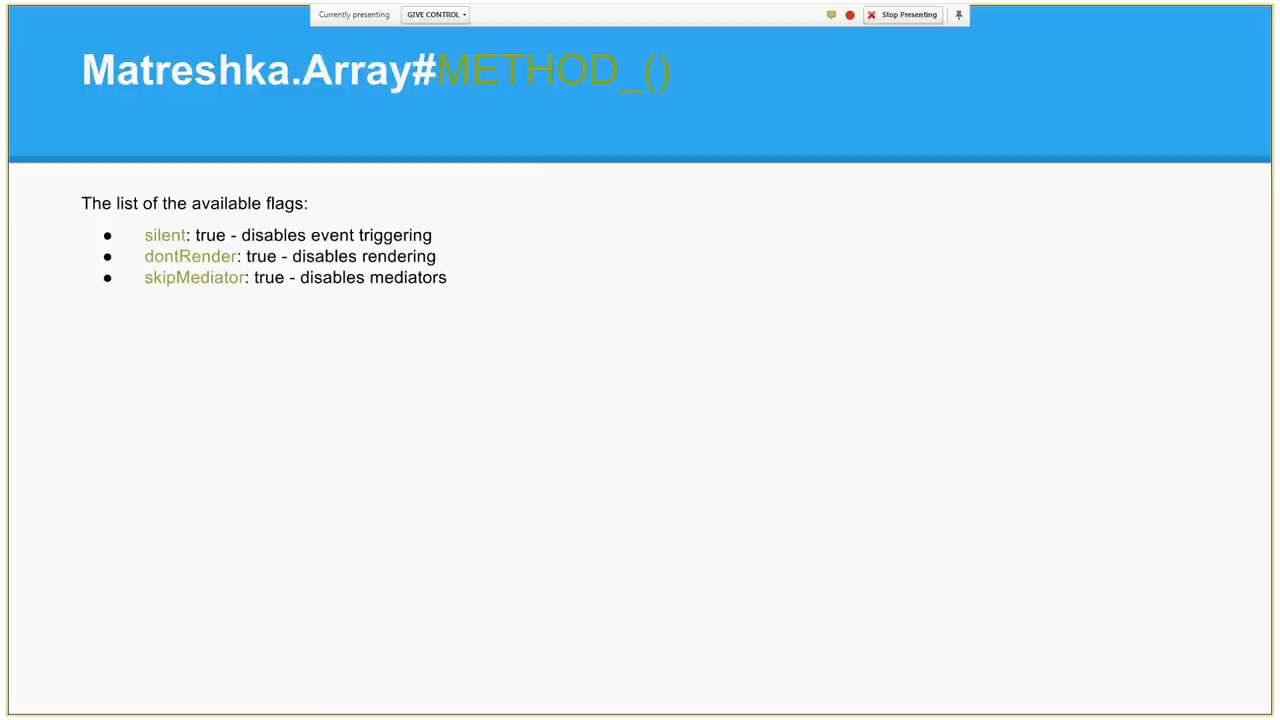 Currently presenting GIVE CONTROL Stop Presenting
Matreshka.Array#METHOD_()
The list of the available flags:
● silent: true - disables event triggering
● dontRender: true - disables rendering
● skipMediator: true - disables mediators